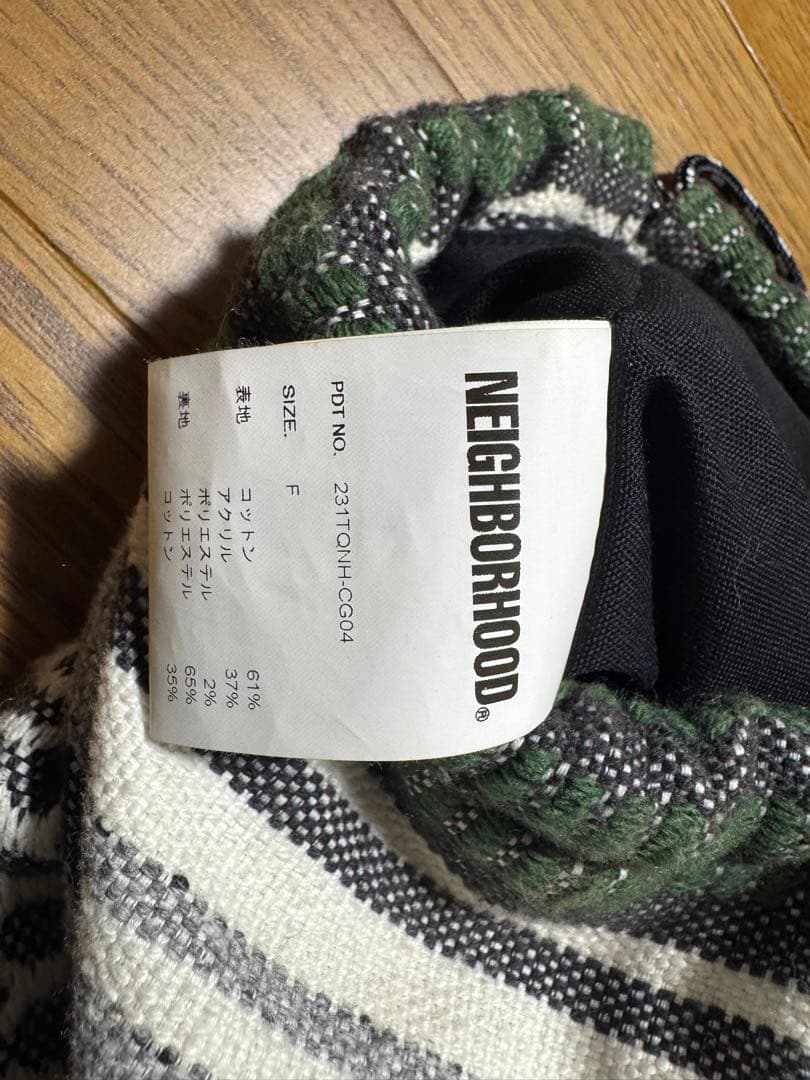 NEIGHBORHOOD®
PDT NO. 231TQNH-CG04
SIZE. F
表地 コットン 61%
アクリル 37%
ポリエステル 2%
裏地 ポリエステル 65%
コットン 35%